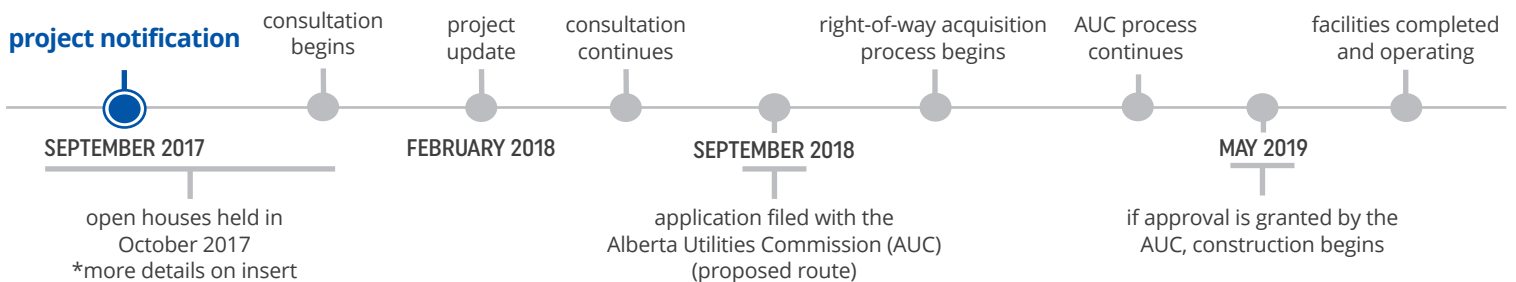 project notification
consultation
begins
project
update
consultation
continues
right-of-way acquisition
process begins
AUC process
continues
facilities completed
and operating
SEPTEMBER 2017
FEBRUARY 2018
SEPTEMBER 2018
MAY 2019
open houses held in
October 2017
*more details on insert
application filed with the
Alberta Utilities Commission (AUC)
(proposed route)
if approval is granted by the
AUC, construction begins